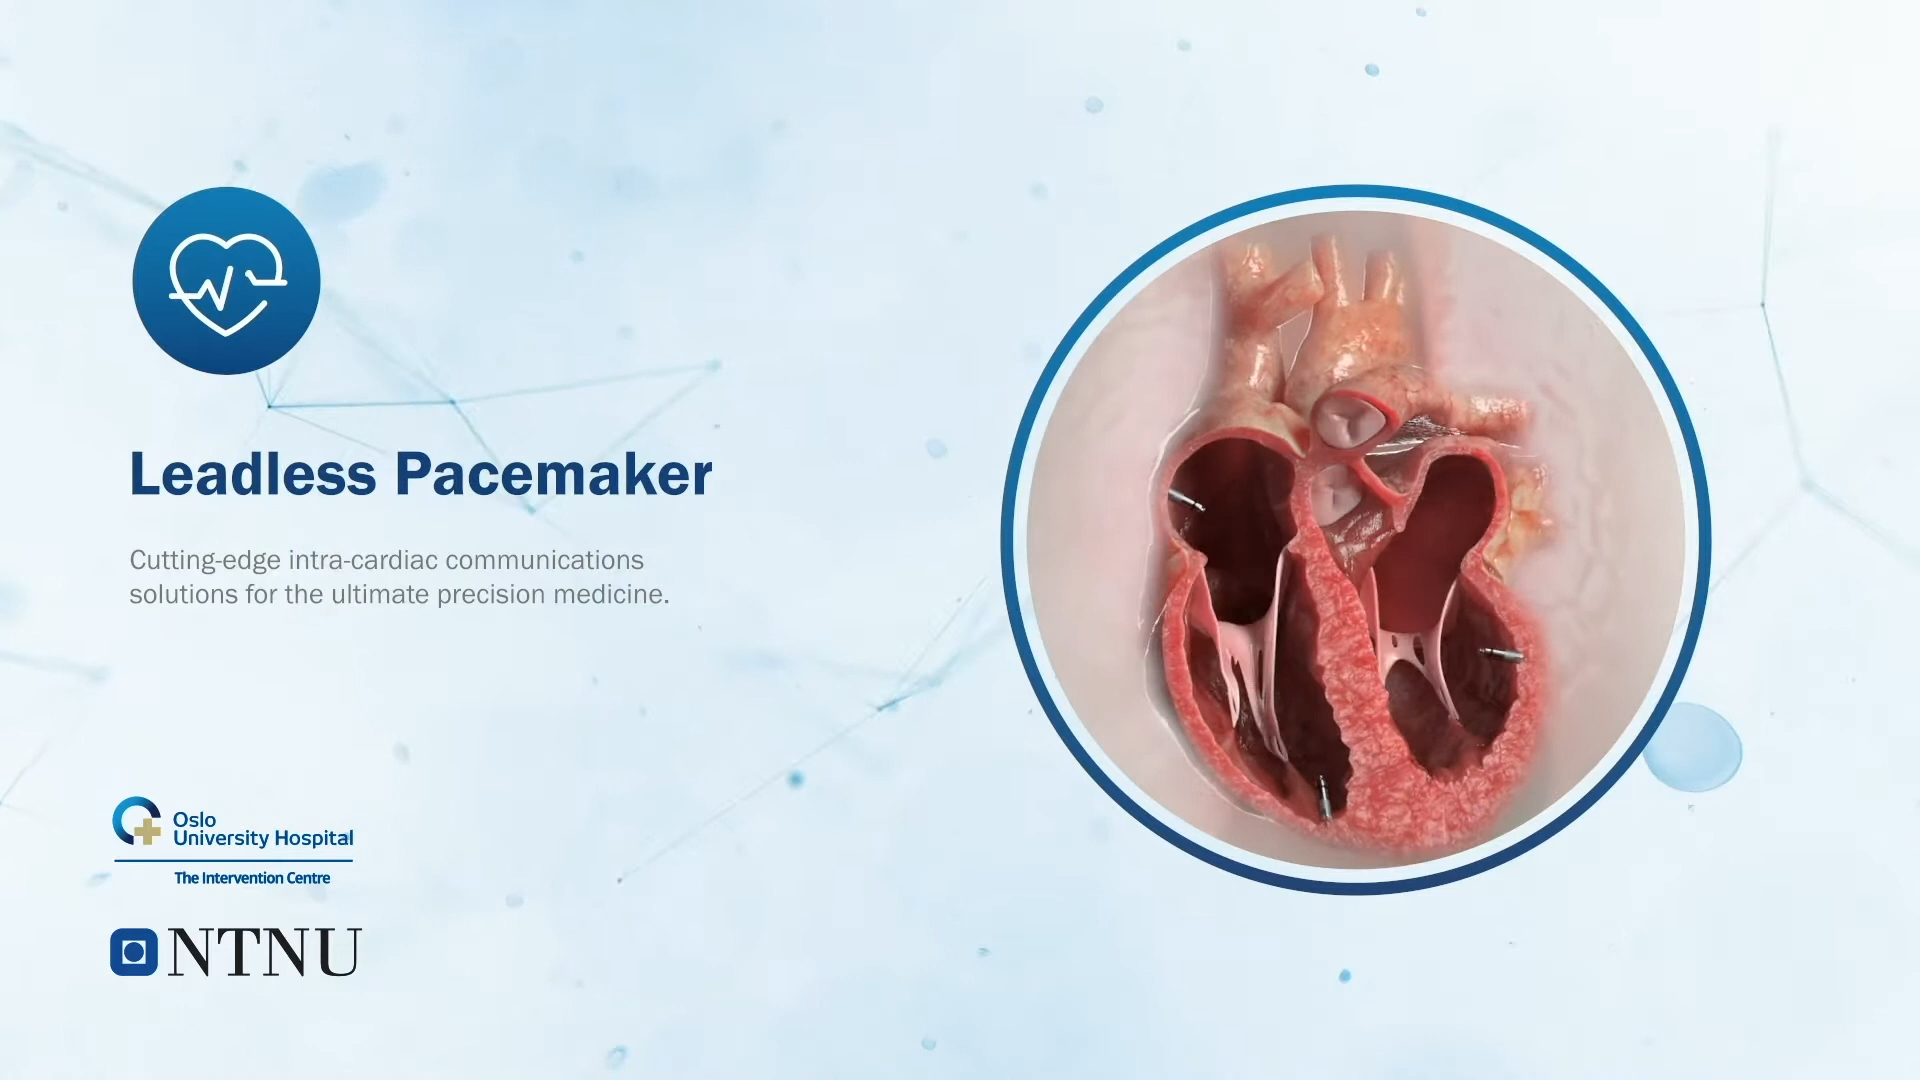 Leadless Pacemaker
Cutting-edge intra-cardiac communications
solutions for the ultimate precision medicine.
Oslo
University Hospital
The Intervention Centre
NTNU